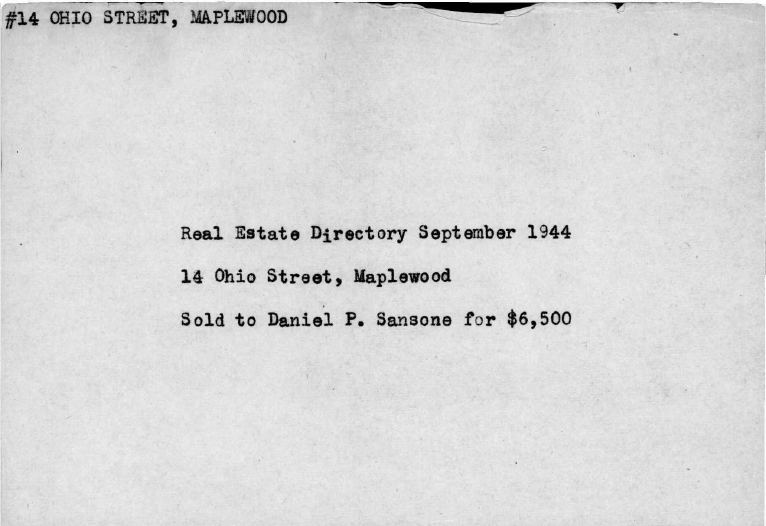 #14 OHIO STREET, MAPLEWOOD
Real Estate Directory September 1944
14 Ohio Street, Maplewood
Sold to Daniel P. Sansone for $6,500